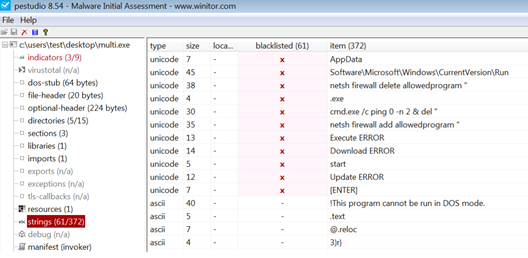 pestudio 8.54 - Malware Initial Assessment - www.winitor.com
File Help
c:\users\test\desktop\multi.exe
indicators (3/9)
virustotal (n/a)
dos-stub (64 bytes)
file-header (20 bytes)
optional-header (224 bytes)
directories (5/15)
sections (3)
libraries (1)
imports (1)
exports (n/a)
exceptions (n/a)
tls-callbacks (n/a)
resources (1)
abc strings (61/372)
debug (n/a)
manifest (invoker)
type size loca... blacklisted (61) item (372)
unicode 7 - x AppData
unicode 45 - x Software\Microsoft\Windows\CurrentVersion\Run
unicode 38 - x netsh firewall delete allowedprogram "
unicode 4 - x .exe
unicode 30 - x cmd.exe /c ping 0 -n 2 & del "
unicode 35 - x netsh firewall add allowedprogram "
unicode 13 - x Execute ERROR
unicode 14 - x Download ERROR
unicode 5 - x start
unicode 12 - x Update ERROR
unicode 7 - x [ENTER]
ascii 40 - - !This program cannot be run in DOS mode.
ascii 5 - - .text
ascii 7 - - @.reloc
ascii 4 - - 3)r}